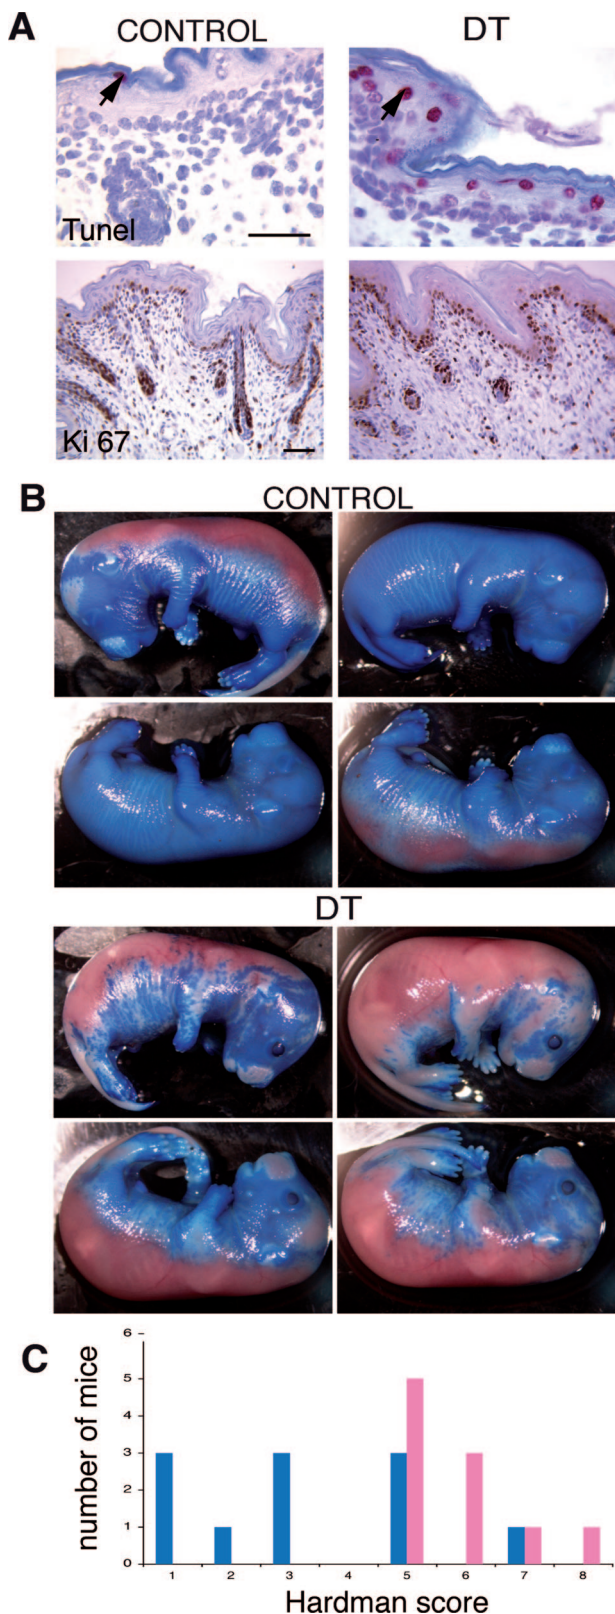 A
CONTROL
DT
Tunel
Ki 67
B
CONTROL
DT
C
number of mice
6
5
4
3
2
1
0
1 2 3 4 5 6 7 8
Hardman score